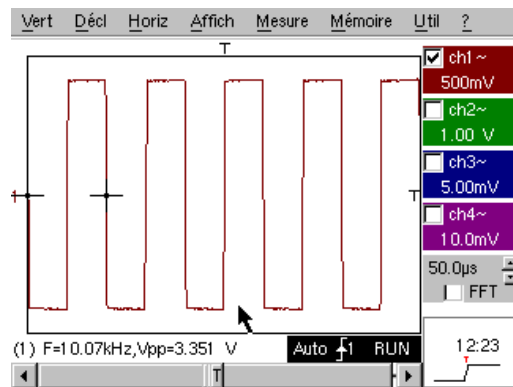 Vert Décl Horiz Affich Mesure Mémoire Util ?
T
ch1~
500mV
ch2~
1.00 V
ch3~
5.00mV
ch4~
10.0mV
1
T
50.0µs
FFT
(1) F=10.07kHz,Vpp=3.351 V Auto 1 RUN
12:23
T
T